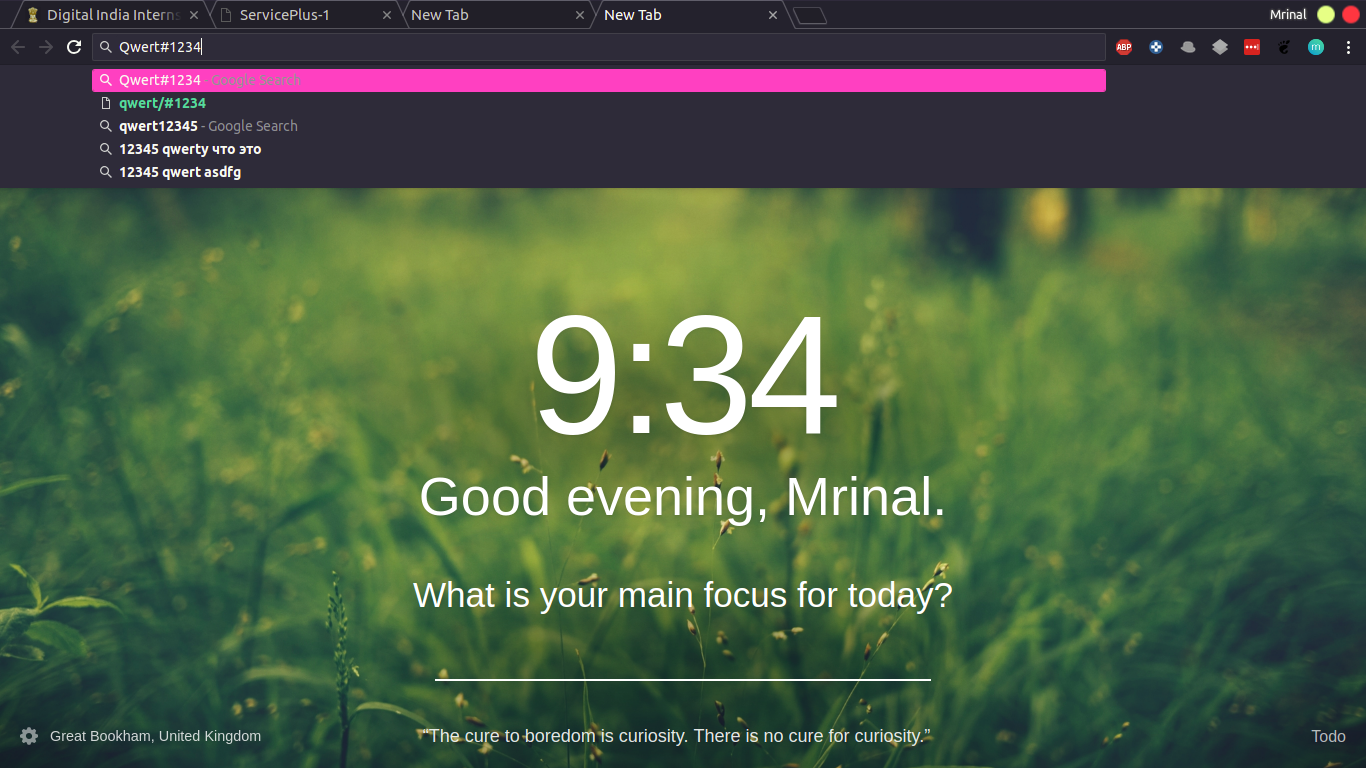 Digital India Interns
ServicePlus-1
New Tab
New Tab
Mrinal
Qwert#1234
ABP
m
Qwert#1234 - Google Search
qwert/#1234
qwert12345 - Google Search
12345 qwerty что это
12345 qwert asdfg
9:34
Good evening, Mrinal.
What is your main focus for today?
Great Bookham, United Kingdom
“The cure to boredom is curiosity. There is no cure for curiosity.”
Todo